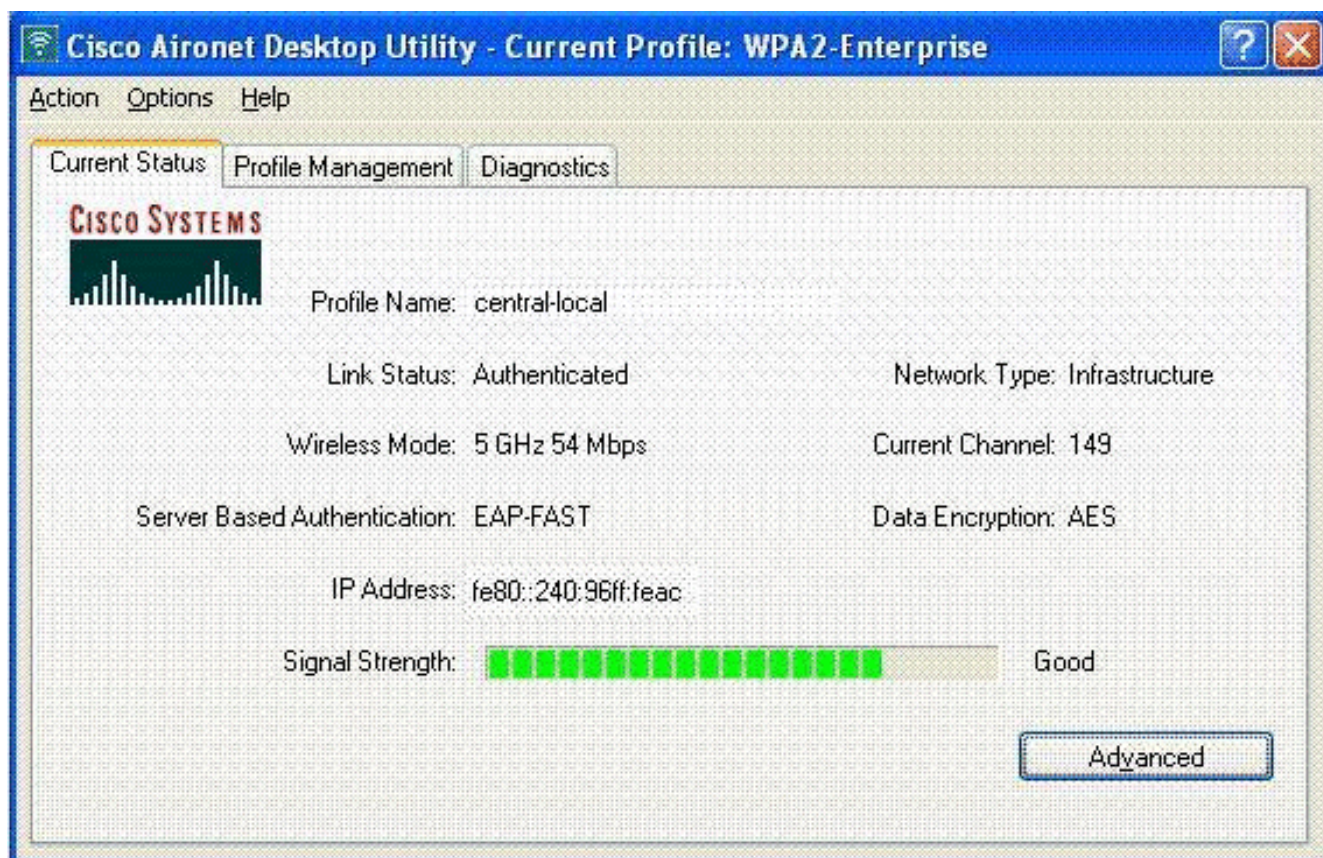 Cisco Aironet Desktop Utility - Current Profile: WPA2-Enterprise
Action Options Help
Current Status Profile Management Diagnostics
CISCO SYSTEMS
Profile Name: central-local
Link Status: Authenticated Network Type: Infrastructure
Wireless Mode: 5 GHz 54 Mbps Current Channel: 149
Server Based Authentication: EAP-FAST Data Encryption: AES
IP Address: fe80::240:96ff:feac
Signal Strength: Good
Advanced